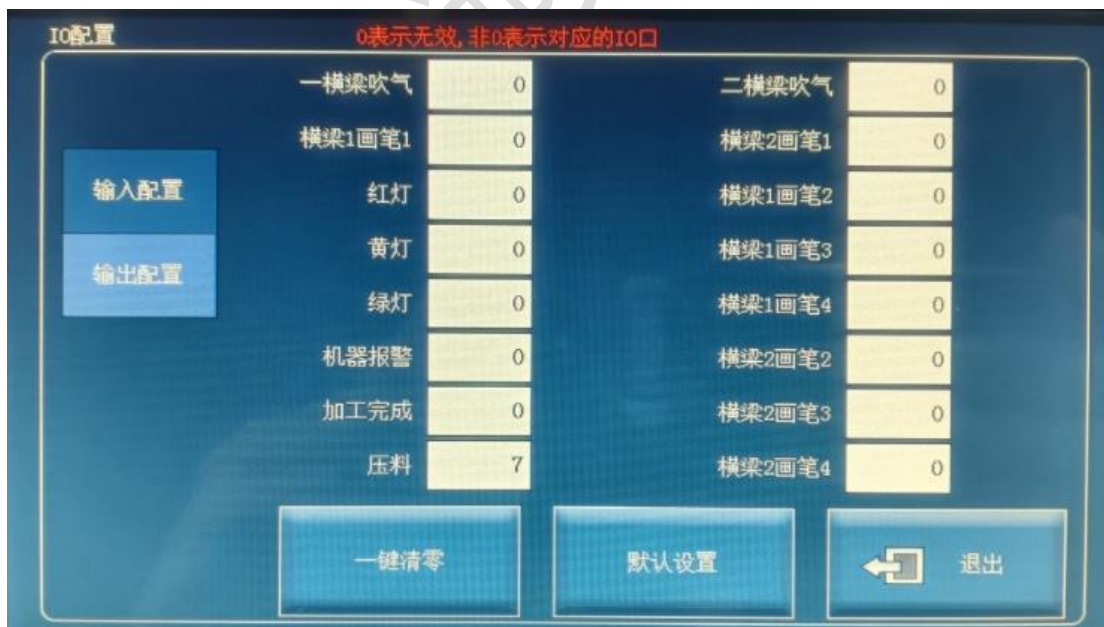 IO配置 0表示无效,非0表示对应的IO口
一横梁吹气 0 二横梁吹气 0
横梁1画笔1 0 横梁2画笔1 0
输入配置 红灯 0 横梁1画笔2 0
黄灯 0 横梁1画笔3 0
输出配置
绿灯 0 横梁1画笔4 0
机器报警 0 横梁2画笔2 0
加工完成 0 横梁2画笔3 0
压料 7 横梁2画笔4 0
一键清零 默认设置 退出